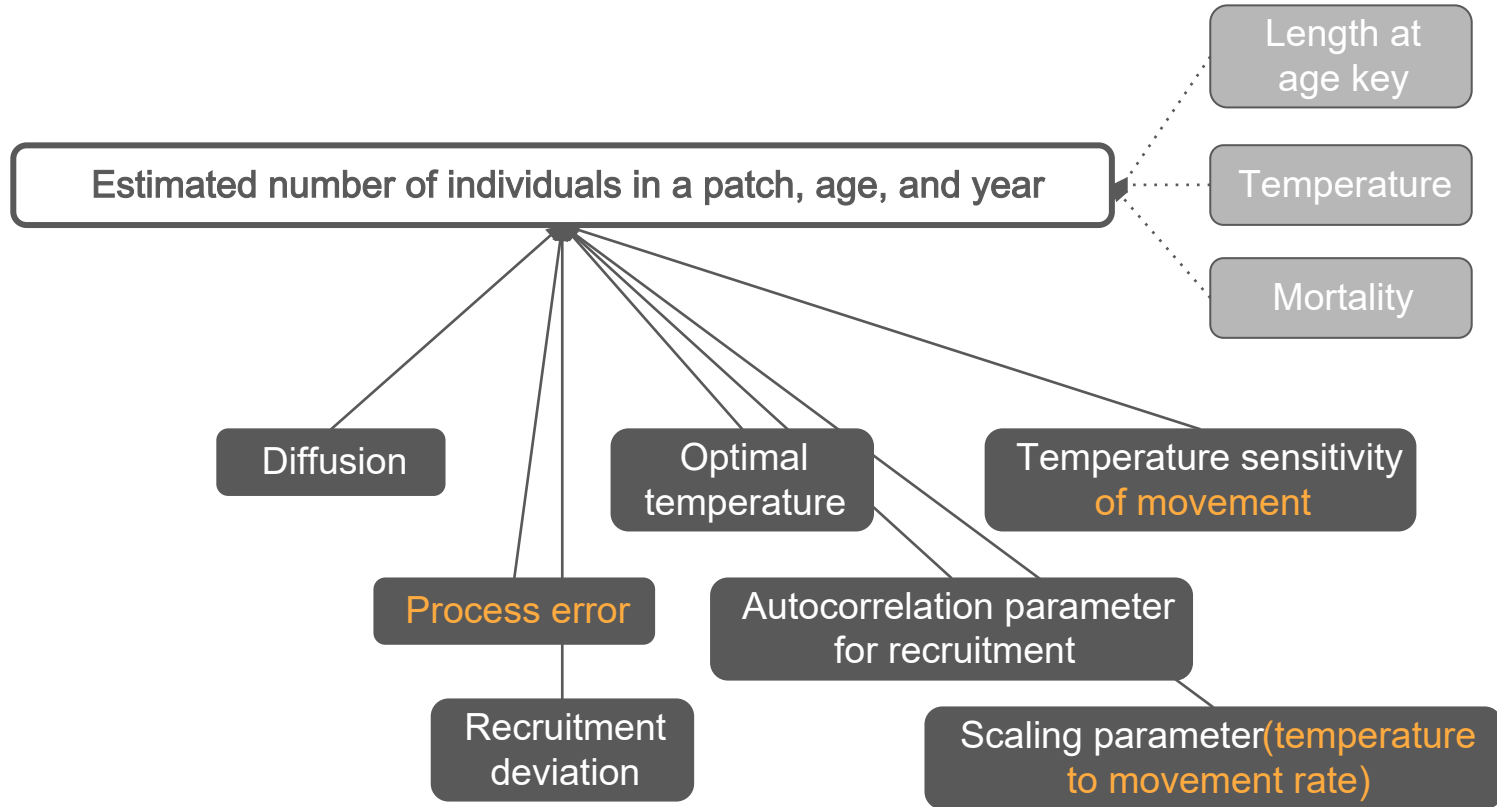 Length at
age key
Estimated number of individuals in a patch, age, and year
Temperature
Mortality
Diffusion
Optimal
temperature
Temperature sensitivity
of movement
Process error
Autocorrelation parameter
for recruitment
Recruitment
deviation
Scaling parameter(temperature
to movement rate)